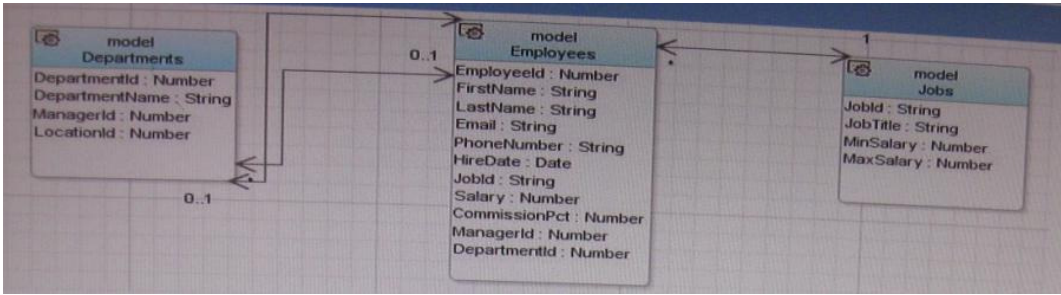 model
Departments
DepartmentId : Number
DepartmentName : String
ManagerId : Number
LocationId : Number
0..1
*
0..1
model
Employees
EmployeeId : Number
FirstName : String
LastName : String
Email : String
PhoneNumber : String
HireDate : Date
JobId : String
Salary : Number
CommissionPct : Number
ManagerId : Number
DepartmentId : Number
*
1
model
Jobs
JobId : String
JobTitle : String
MinSalary : Number
MaxSalary : Number